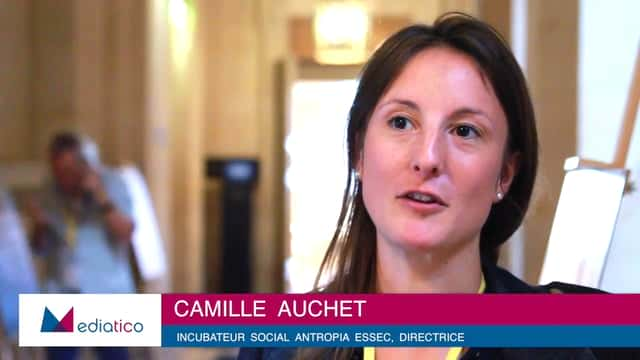 CAMILLE AUCHET
Mediatico
INCUBATEUR SOCIAL ANTROPIA ESSEC, DIRECTRICE